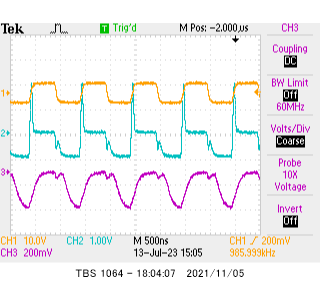 Tek Trig'd M Pos: -2.000us CH3
Coupling
DC
BW Limit
Off
60MHz
Volts/Div
Coarse
Probe
10X
Voltage
Invert
Off
1
2
3
CH1 10.0V CH2 1.00V M 500ns CH1 / 200mV
CH3 200mV 13-Jul-23 15:05 985.999kHz
TBS 1064 - 18:04:07 2021/11/05